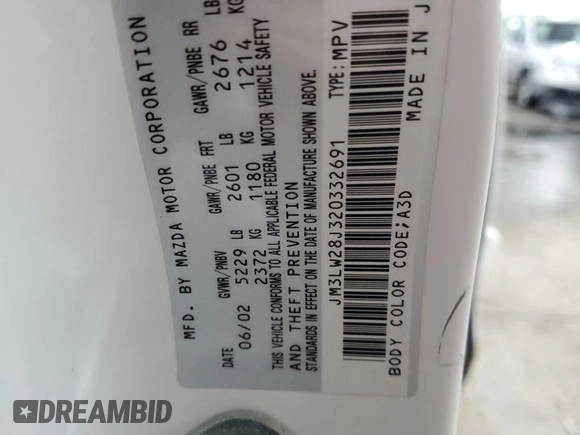 MFD. BY MAZDA MOTOR CORPORATION
DATE GVWR/PNBV GAWR/PNBE FRT GAWR/PNBE RR
06/02 5229 LB 2601 LB 2676 LB
2372 KG 1180 KG 1214 KG
THIS VEHICLE CONFORMS TO ALL APPLICABLE FEDERAL MOTOR VEHICLE SAFETY
AND THEFT PREVENTION
STANDARDS IN EFFECT ON THE DATE OF MANUFACTURE SHOWN ABOVE.
JM3LW28J320332691 TYPE: MPV
BODY COLOR CODE;A3D MADE IN J
DREAMBID